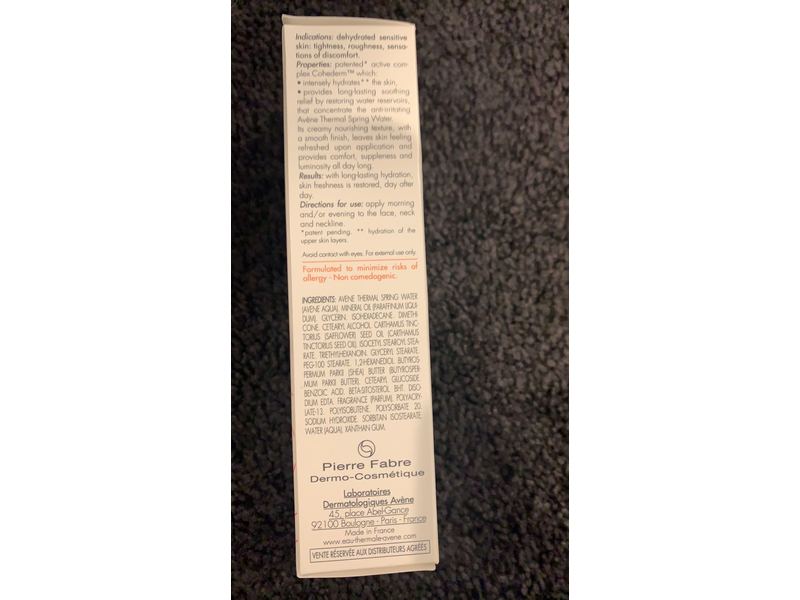 Indications: dehydrated sensitive
skin: tightness, roughness, sensa-
tions of discomfort.
Properties: patented* active com-
plex Cohederm™ which:
• intensely hydrates** the skin,
• provides long-lasting soothing
relief by restoring water reservoirs,
that concentrate the anti-irritating
Avène Thermal Spring Water.
Its creamy nourishing texture, with
a smooth finish, leaves skin feeling
refreshed upon application and
provides comfort, suppleness and
luminosity all day long.
Results: with long-lasting hydration,
skin freshness is restored, day after
day.
Directions for use: apply morning
and/or evening to the face, neck
and neckline.
*patent pending. ** hydration of the
upper skin layers.
Avoid contact with eyes. For external use only.
Formulated to minimize risks of
allergy - Non comedogenic.
INGREDIENTS: AVENE THERMAL SPRING WATER
(AVENE AQUA). MINERAL OIL (PARAFFINUM LIQUI-
DUM). GLYCERIN. ISOHEXADECANE. DIMETHI-
CONE. CETEARYL ALCOHOL. CARTHAMUS TINC-
TORIUS (SAFFLOWER) SEED OIL (CARTHAMUS
TINCTORIUS SEED OIL). ISOCETYL STEAROYL STEA-
RATE. TRIETHYLHEXANOIN. GLYCERYL STEARATE.
PEG-100 STEARATE. 1,2-HEXANEDIOL. BUTYROS-
PERMUM PARKII (SHEA) BUTTER (BUTYROSPER-
MUM PARKII BUTTER). CETEARYL GLUCOSIDE.
BENZOIC ACID. BETA-SITOSTEROL. BHT. DISO-
DIUM EDTA. FRAGRANCE (PARFUM). POLYACRY-
LATE-13. POLYISOBUTENE. POLYSORBATE 20.
SODIUM HYDROXIDE. SORBITAN ISOSTEARATE.
WATER (AQUA). XANTHAN GUM.
Pierre Fabre
Dermo-Cosmétique
Laboratoires
Dermatologiques Avène
45, place Abel-Gance
92100 Boulogne - Paris - France
Made in France
www.eau-thermale-avene.com
VENTE RÉSERVÉE AUX DISTRIBUTEURS AGRÉÉS